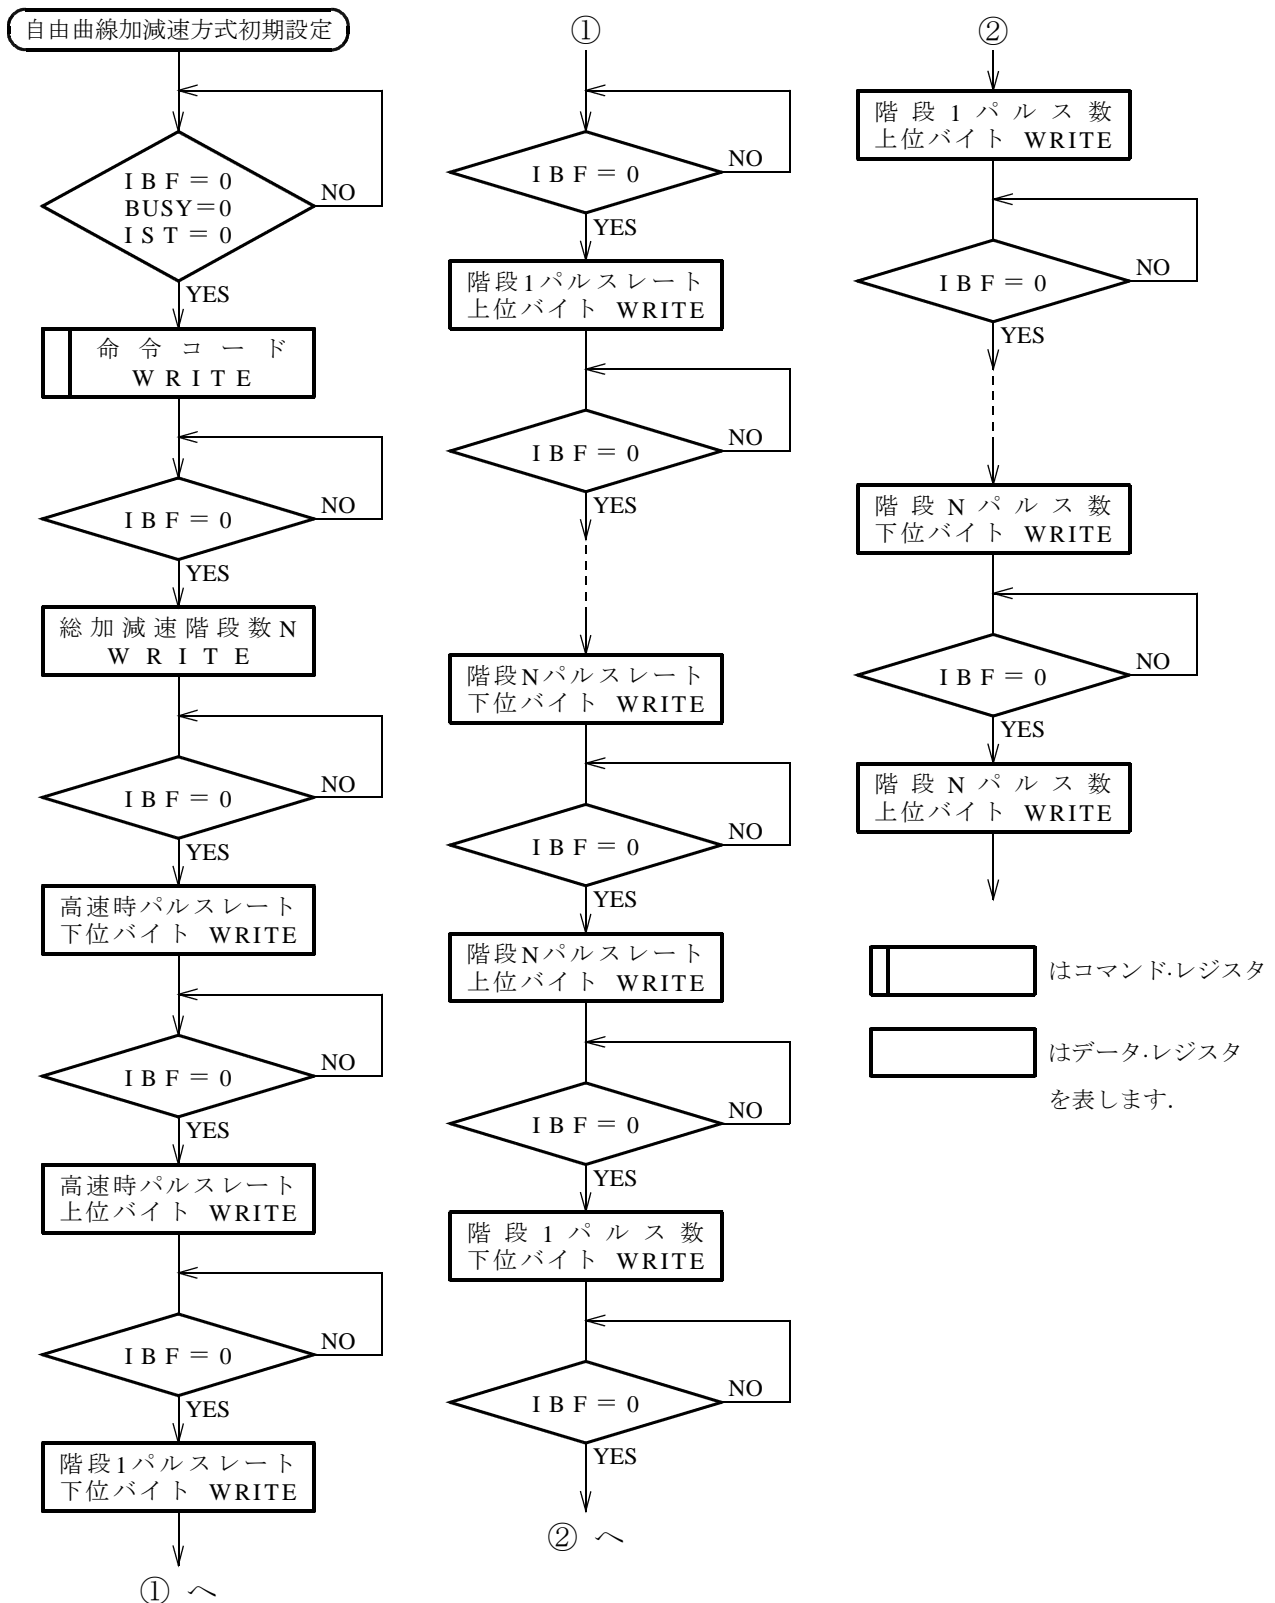 自由曲線加減速方式初期設定
IBF=0
BUSY=0
IST=0
NO
YES
命令コード
WRITE
IBF=0
NO
YES
総加減速階段数N
WRITE
IBF=0
NO
YES
高速時パルスレート
下位バイト WRITE
IBF=0
NO
YES
高速時パルスレート
上位バイト WRITE
IBF=0
NO
YES
階段1パルスレート
下位バイト WRITE
① へ
①
IBF=0
NO
YES
階段1パルスレート
上位バイト WRITE
IBF=0
NO
YES
階段Nパルスレート
下位バイト WRITE
IBF=0
NO
YES
階段Nパルスレート
上位バイト WRITE
IBF=0
NO
YES
階段1パルス数
下位バイト WRITE
IBF=0
NO
YES
② へ
②
階段1パルス数
上位バイト WRITE
IBF=0
NO
YES
階段Nパルス数
下位バイト WRITE
IBF=0
NO
YES
階段Nパルス数
上位バイト WRITE
はコマンド・レジスタ
はデータ・レジスタ
を表します.